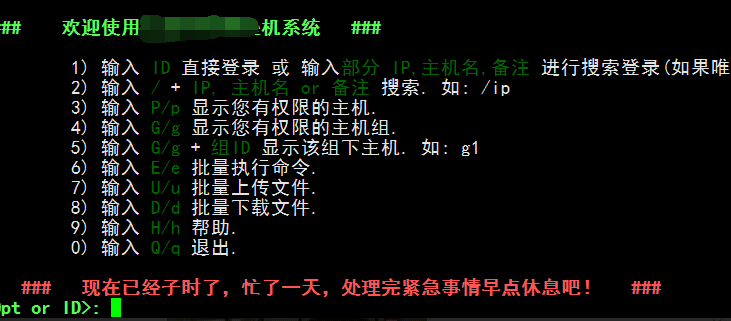 ### 欢迎使用 机系统 ###
1) 输入 ID 直接登录 或 输入部分 IP,主机名,备注 进行搜索登录(如果唯
2) 输入 / + IP, 主机名 or 备注 搜索. 如: /ip
3) 输入 P/p 显示您有权限的主机.
4) 输入 G/g 显示您有权限的主机组.
5) 输入 G/g + 组ID 显示该组下主机. 如: g1
6) 输入 E/e 批量执行命令.
7) 输入 U/u 批量上传文件.
8) 输入 D/d 批量下载文件.
9) 输入 H/h 帮助.
0) 输入 Q/q 退出.
### 现在已经子时了，忙了一天，处理完紧急事情早点休息吧! ###
pt or ID>: